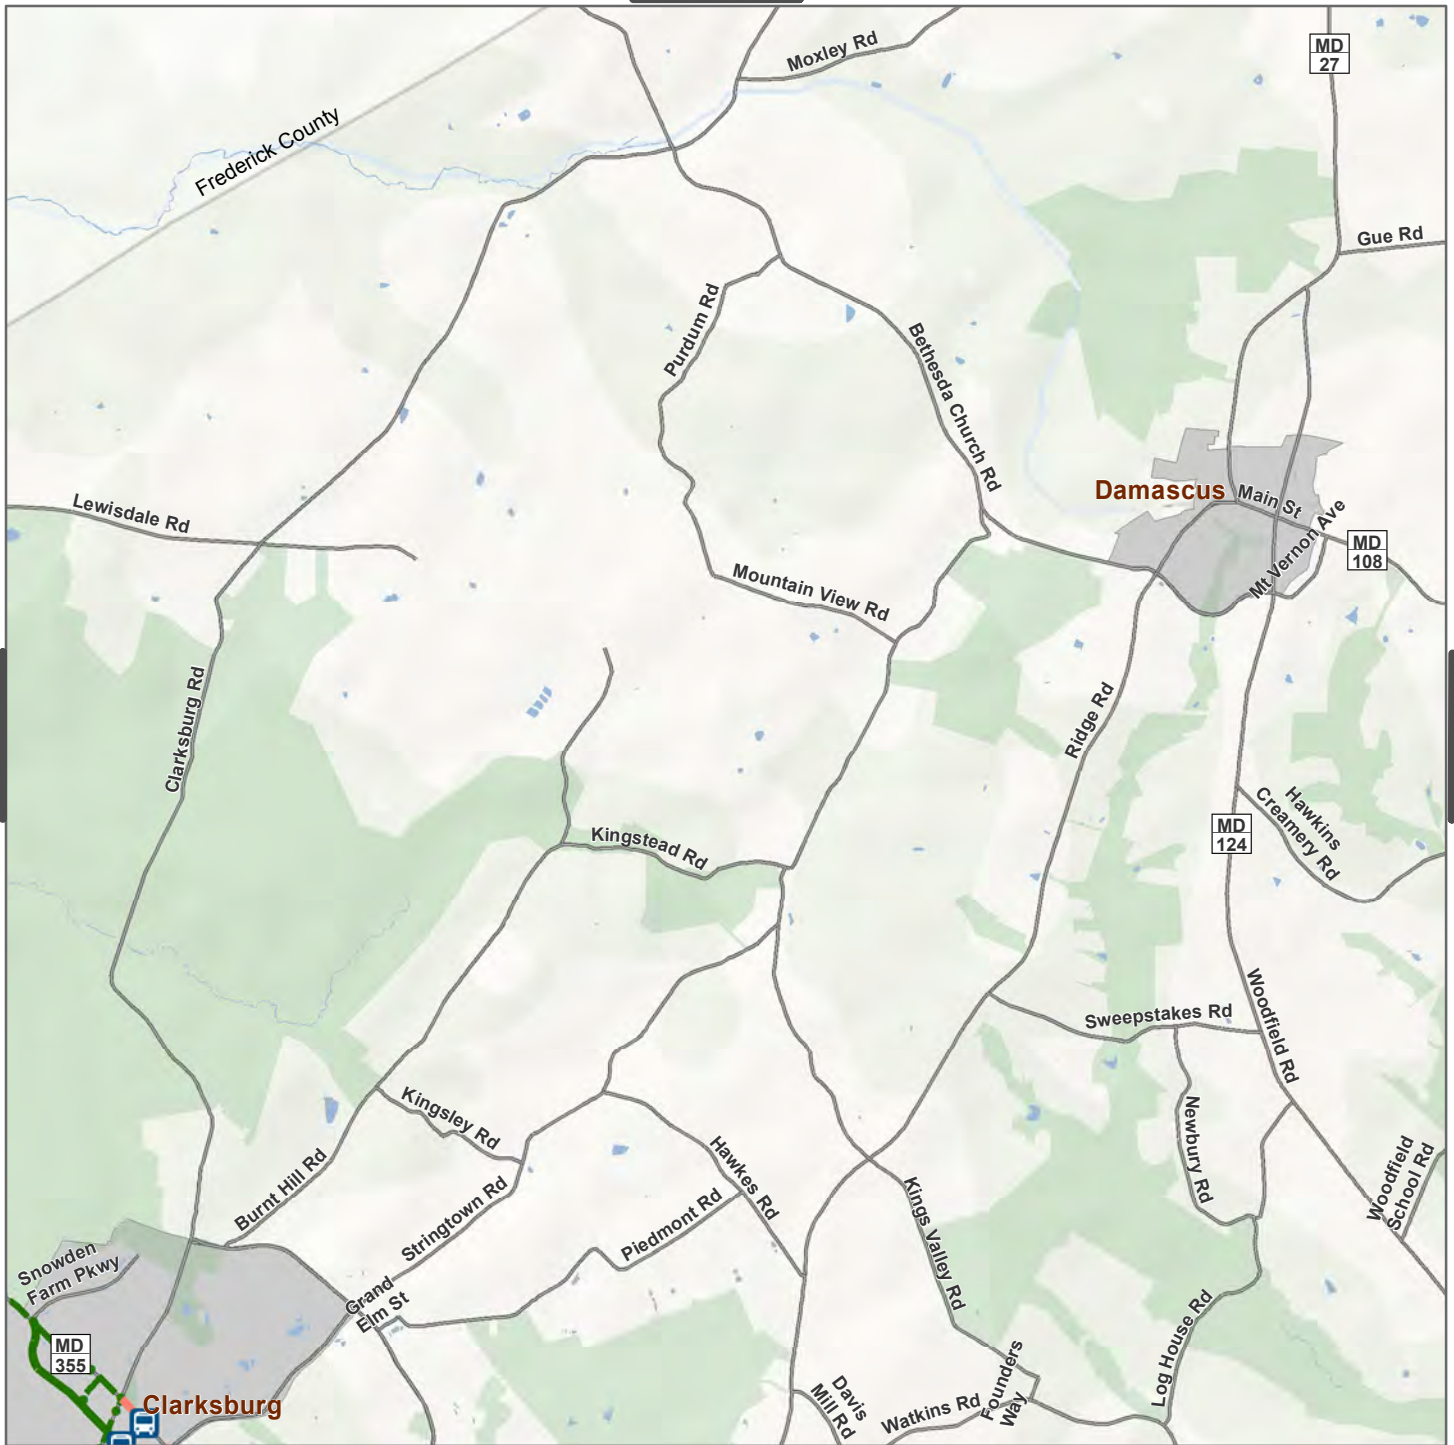 Moxley Rd
MD
27
Frederick County
Gue Rd
Purdum Rd
Bethesda Church Rd
Damascus
Main St
Mt Vernon Ave
MD
108
Lewisdale Rd
Mountain View Rd
Clarksburg Rd
Ridge Rd
Hawkins
Creamery Rd
MD
124
Kingstead Rd
Woodfield Rd
Sweepstakes Rd
Kingsley Rd
Newbury Rd
Hawkes Rd
Woodfield
School Rd
Burnt Hill Rd
Stringtown Rd
Piedmont Rd
Kings Valley Rd
Snowden
Farm Pkwy
Grand
Elm St
Log House Rd
MD
355
Founders
Way
Davis
Mill Rd
Watkins Rd
Clarksburg